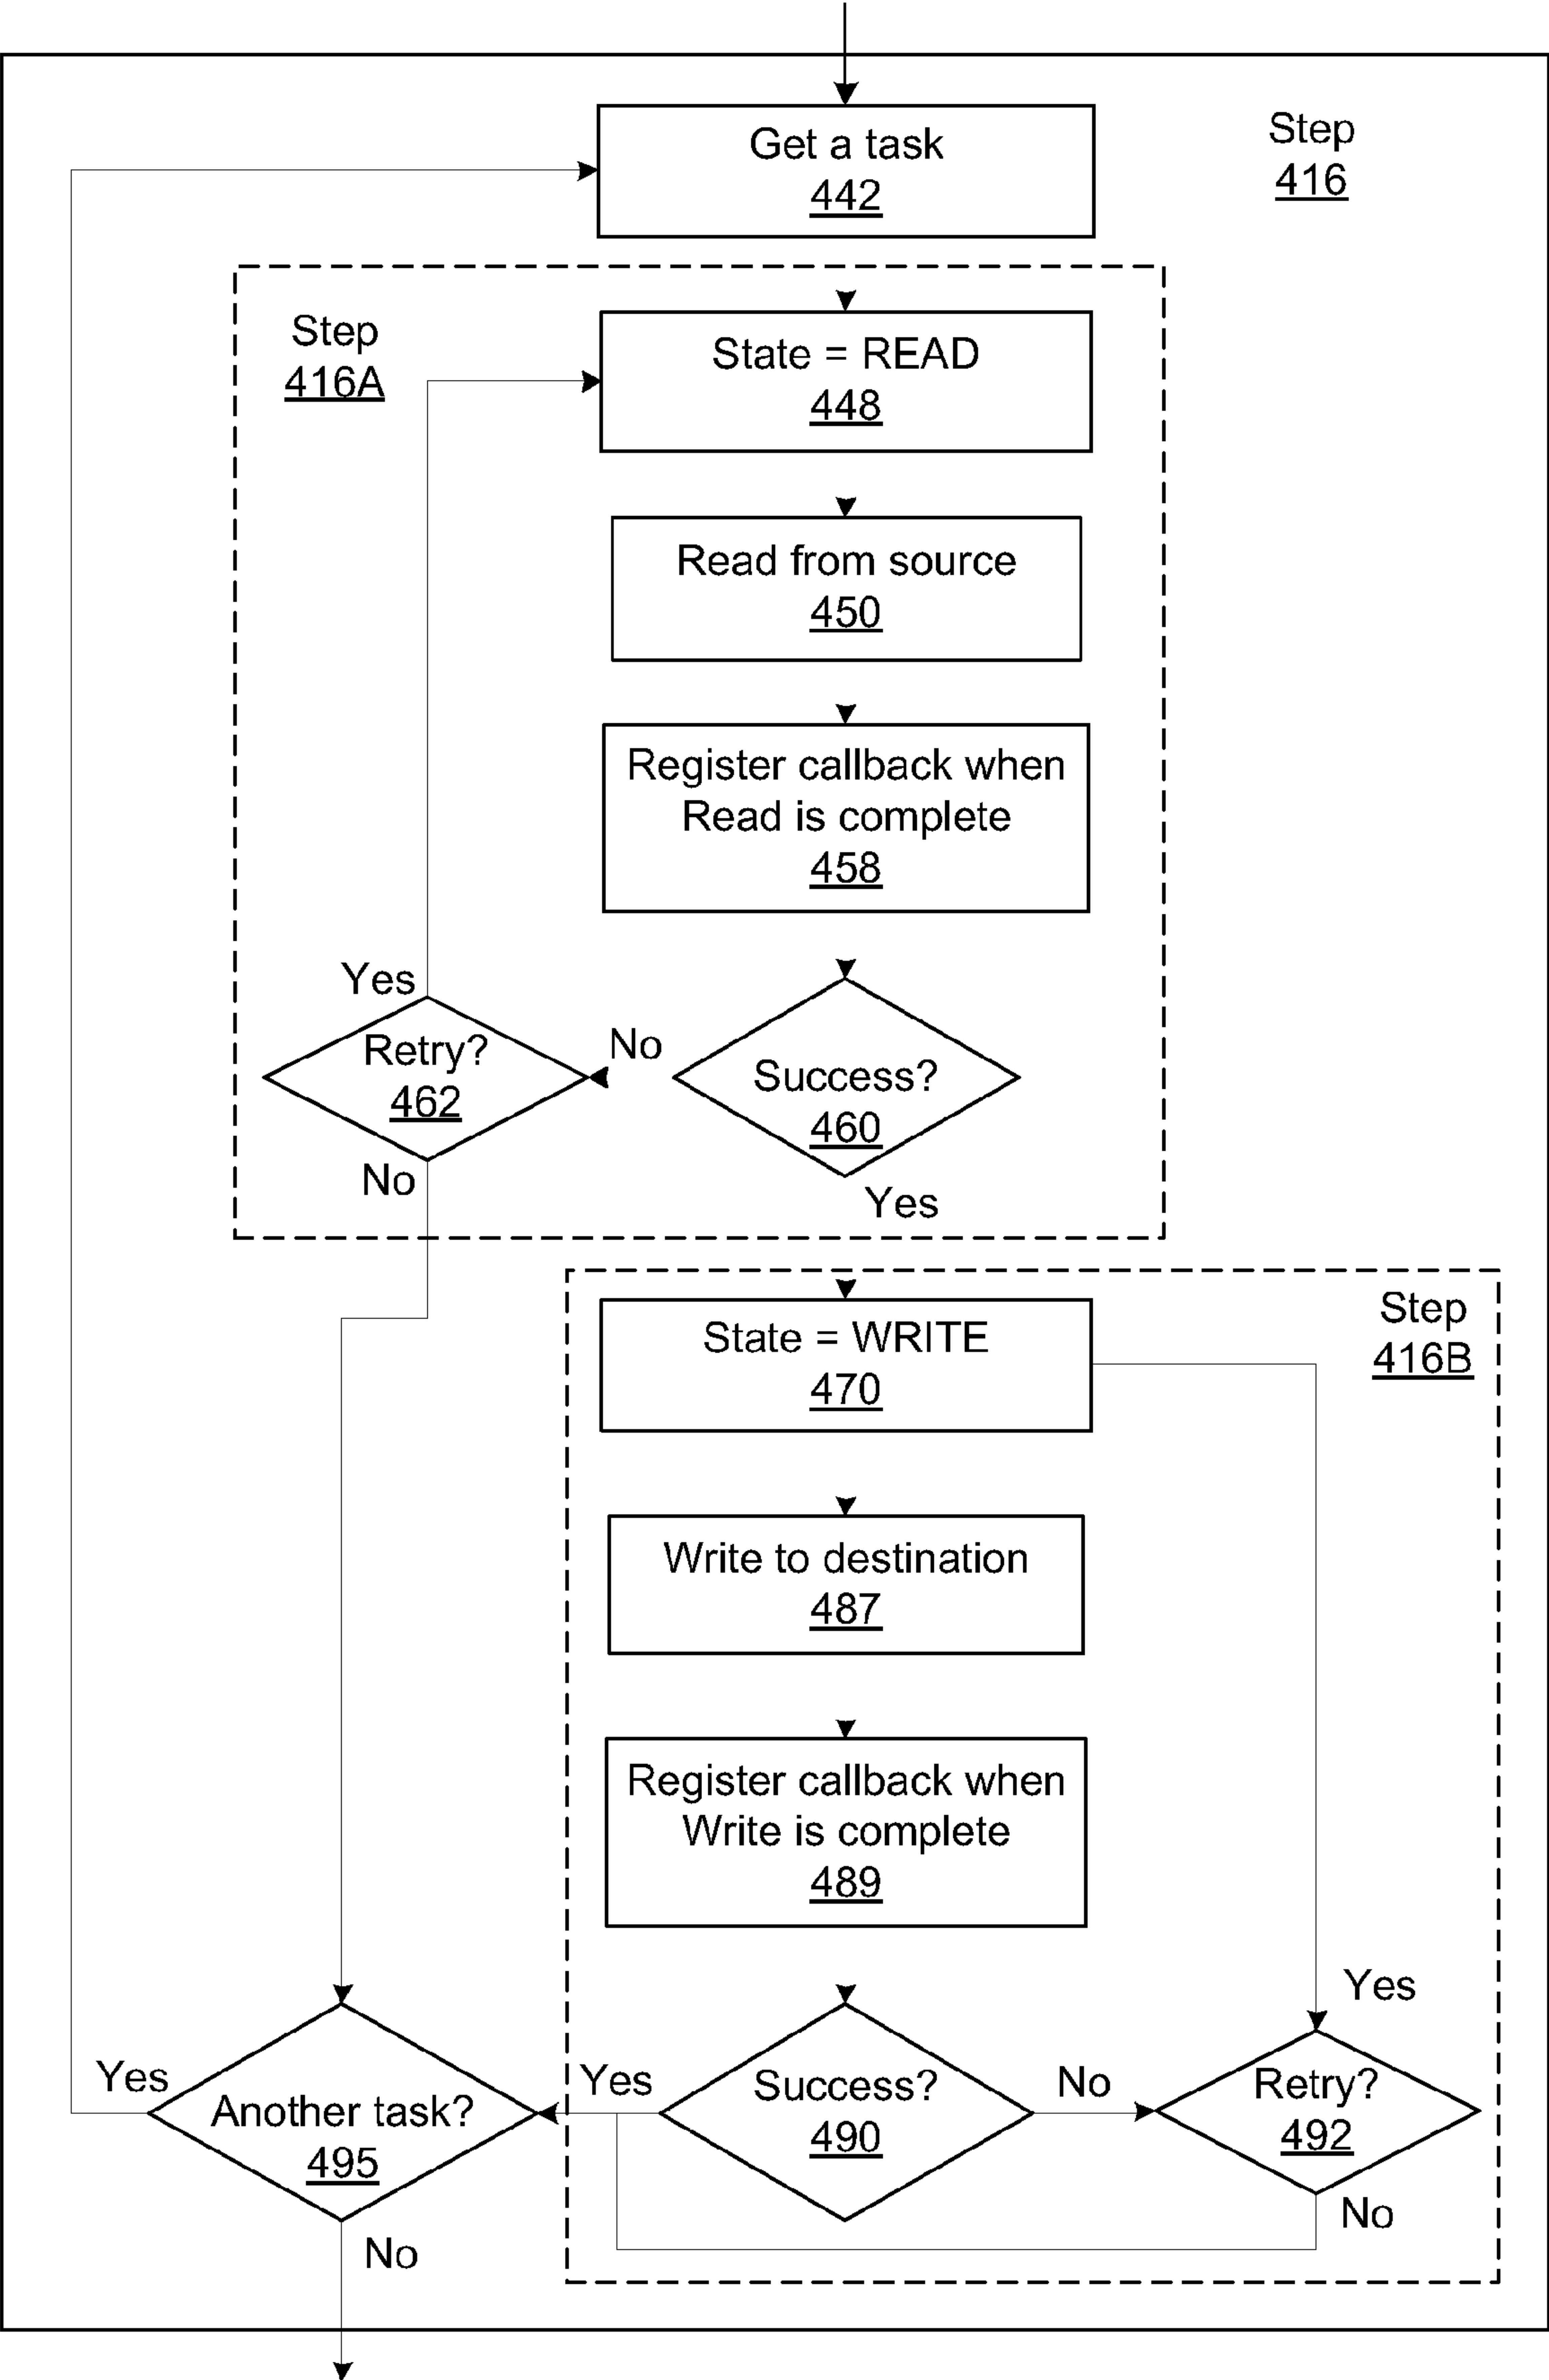 Get a task
442
Step
416
Step
416A
State = READ
448
Read from source
450
Register callback when
Read is complete
458
Yes
Retry?
462
No
No
Success?
460
Yes
State = WRITE
470
Step
416B
Write to destination
487
Register callback when
Write is complete
489
Yes
Yes
Another task?
495
No
Yes
Success?
490
No
Retry?
492
No